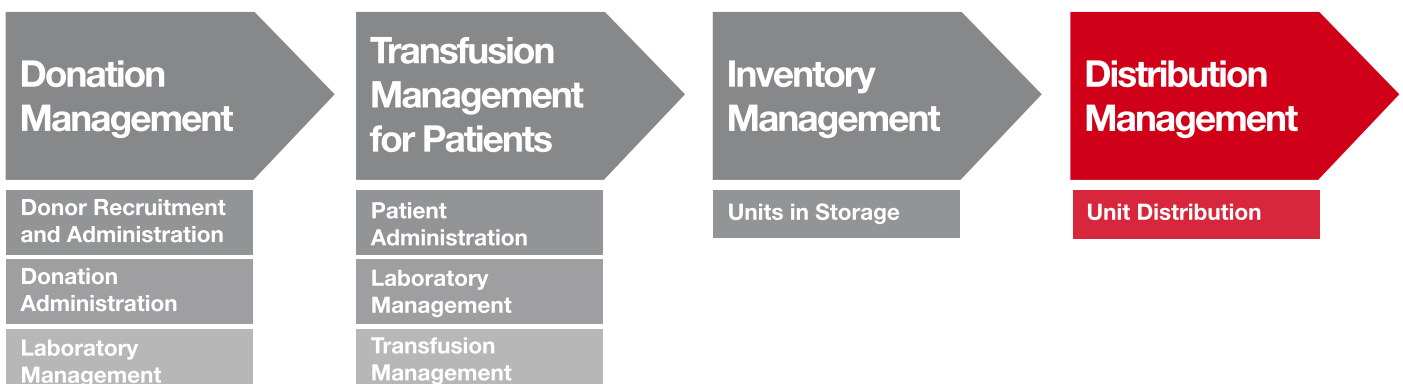 Donation
Management
Transfusion
Management
for Patients
Inventory
Management
Distribution
Management
Donor Recruitment
and Administration
Donation
Administration
Laboratory
Management
Patient
Administration
Laboratory
Management
Transfusion
Management
Units in Storage
Unit Distribution